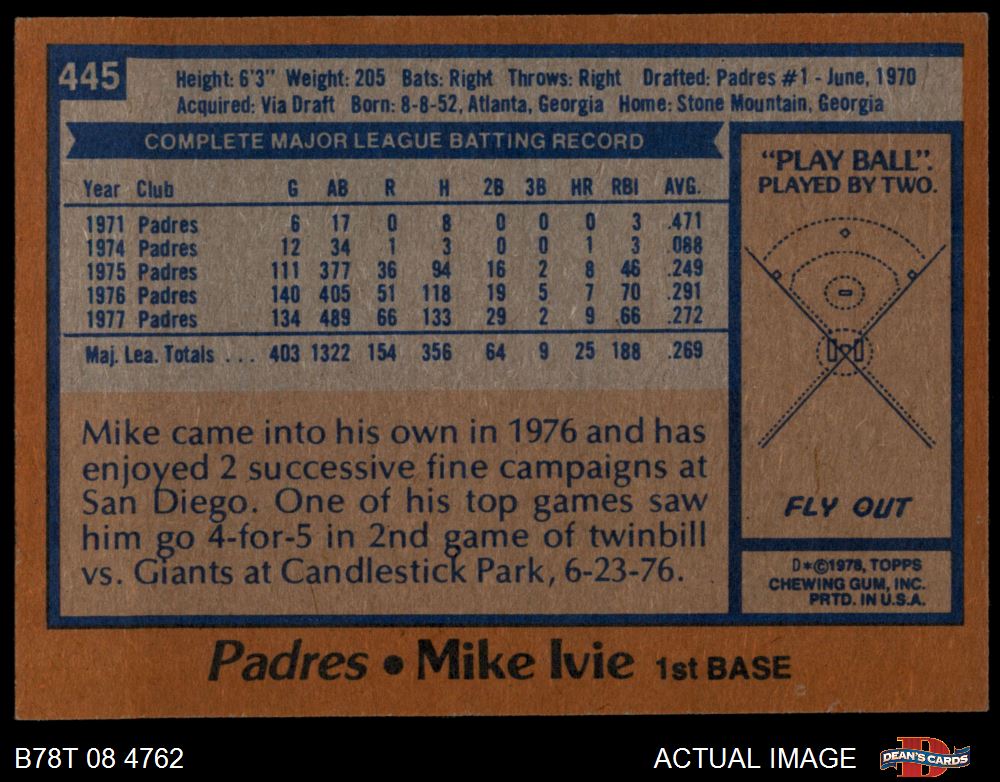 445
Height: 6'3" Weight: 205 Bats: Right Throws: Right Drafted: Padres #1 - June, 1970
Acquired: Via Draft Born: 8-8-52, Atlanta, Georgia Home: Stone Mountain, Georgia
COMPLETE MAJOR LEAGUE BATTING RECORD
Year Club G AB R H 2B 3B HR RBI AVG.
1971 Padres 6 17 0 8 0 0 0 3 .471
1974 Padres 12 34 1 3 0 0 1 3 .088
1975 Padres 111 377 36 94 16 2 8 46 .249
1976 Padres 140 405 51 118 19 5 7 70 .291
1977 Padres 134 489 66 133 29 2 9 66 .272
Maj. Lea. Totals . . . 403 1322 154 356 64 9 25 188 .269
Mike came into his own in 1976 and has
enjoyed 2 successive fine campaigns at
San Diego. One of his top games saw
him go 4-for-5 in 2nd game of twinbill
vs. Giants at Candlestick Park, 6-23-76.
"PLAY BALL".
PLAYED BY TWO.
FLY OUT
D*©1978, TOPPS
CHEWING GUM, INC.
PRTD. IN U.S.A.
Padres • Mike Ivie 1st BASE
B78T 08 4762
ACTUAL IMAGE
D
DEAN'S CARDS